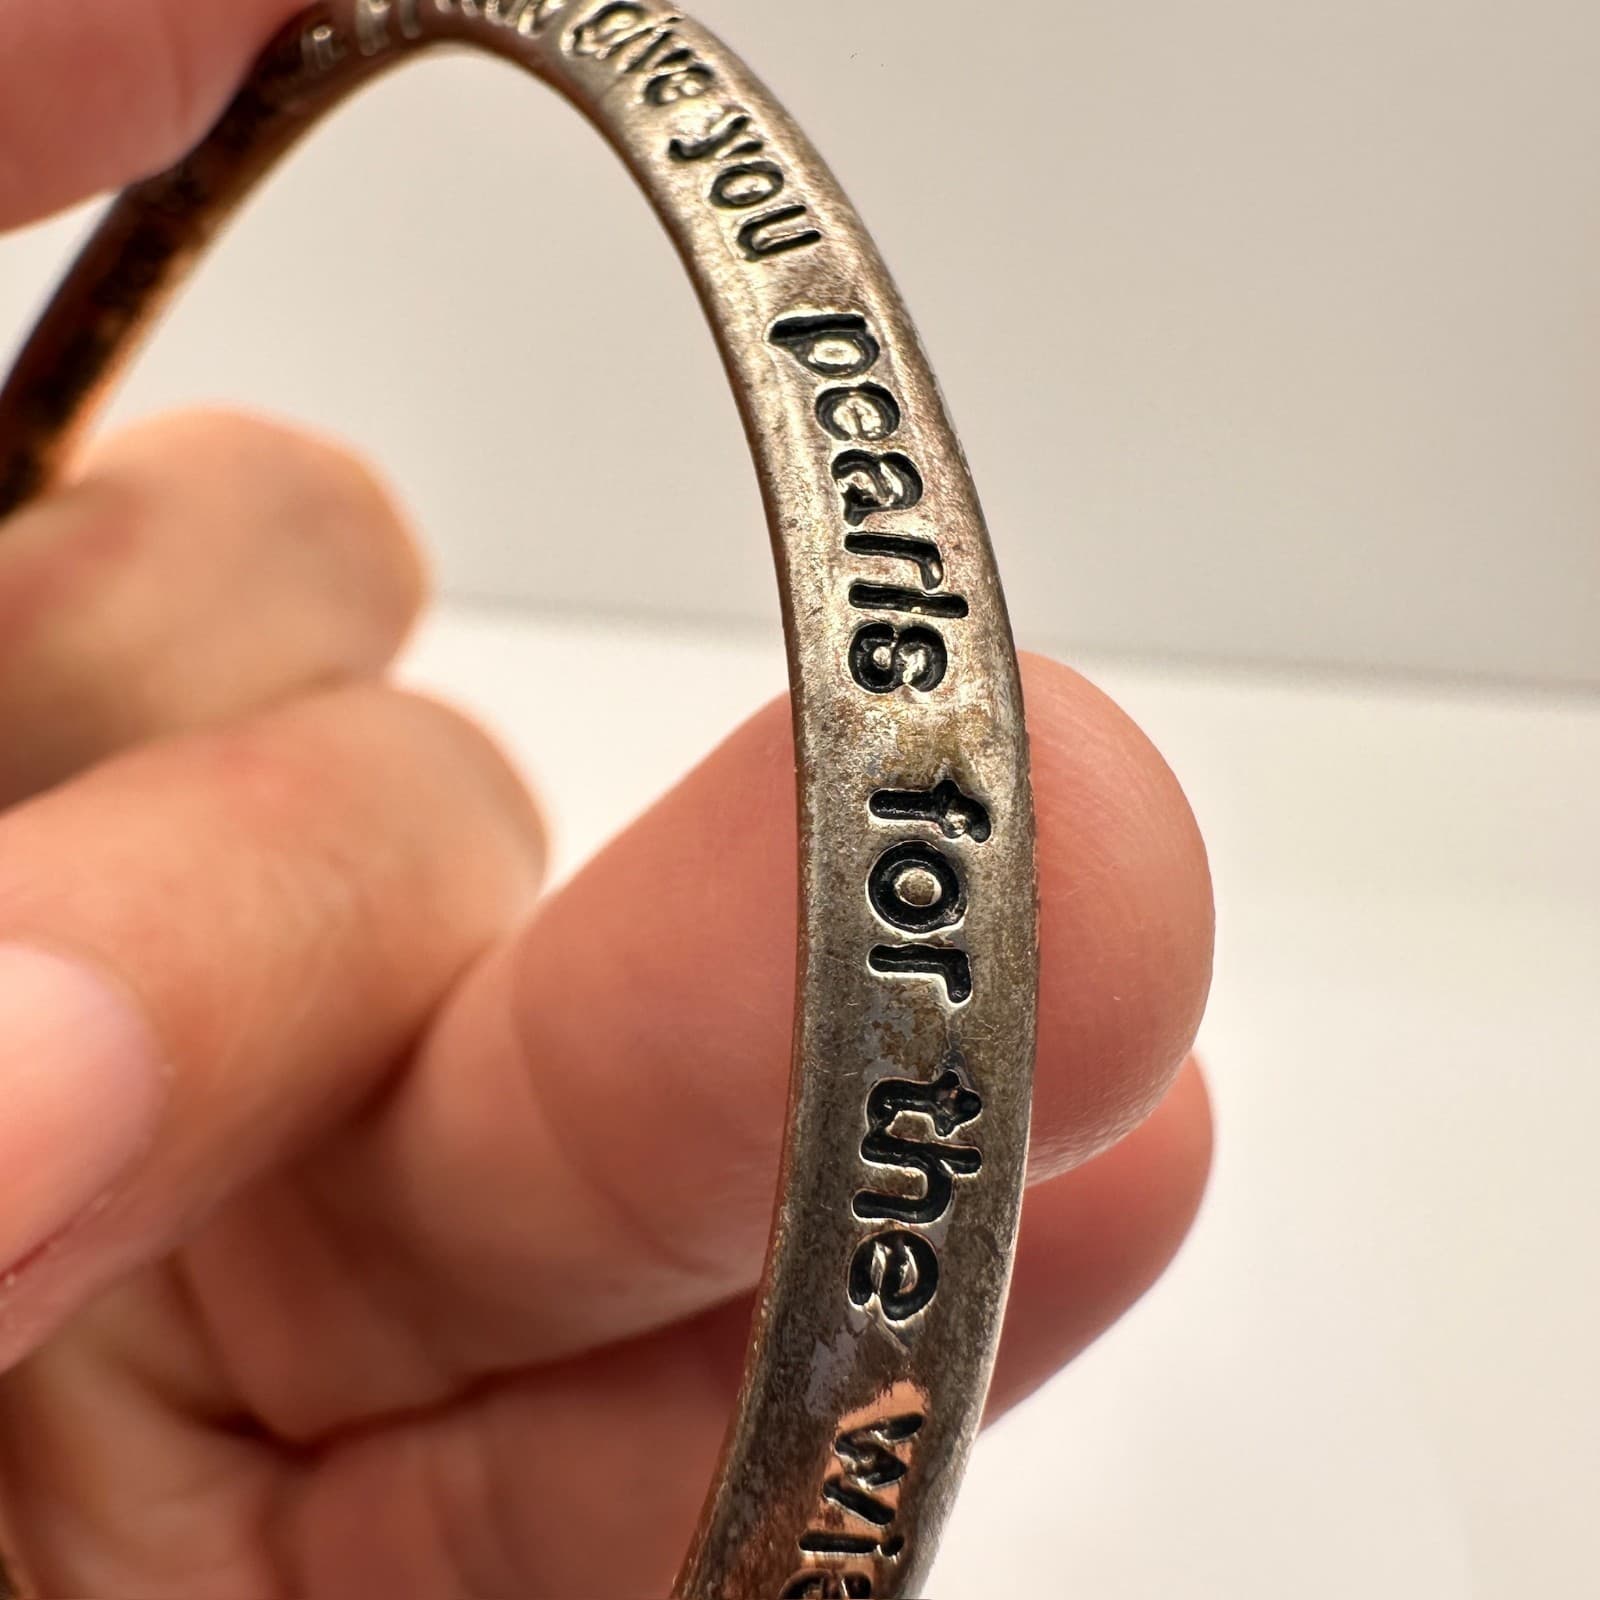 give you pearls for the